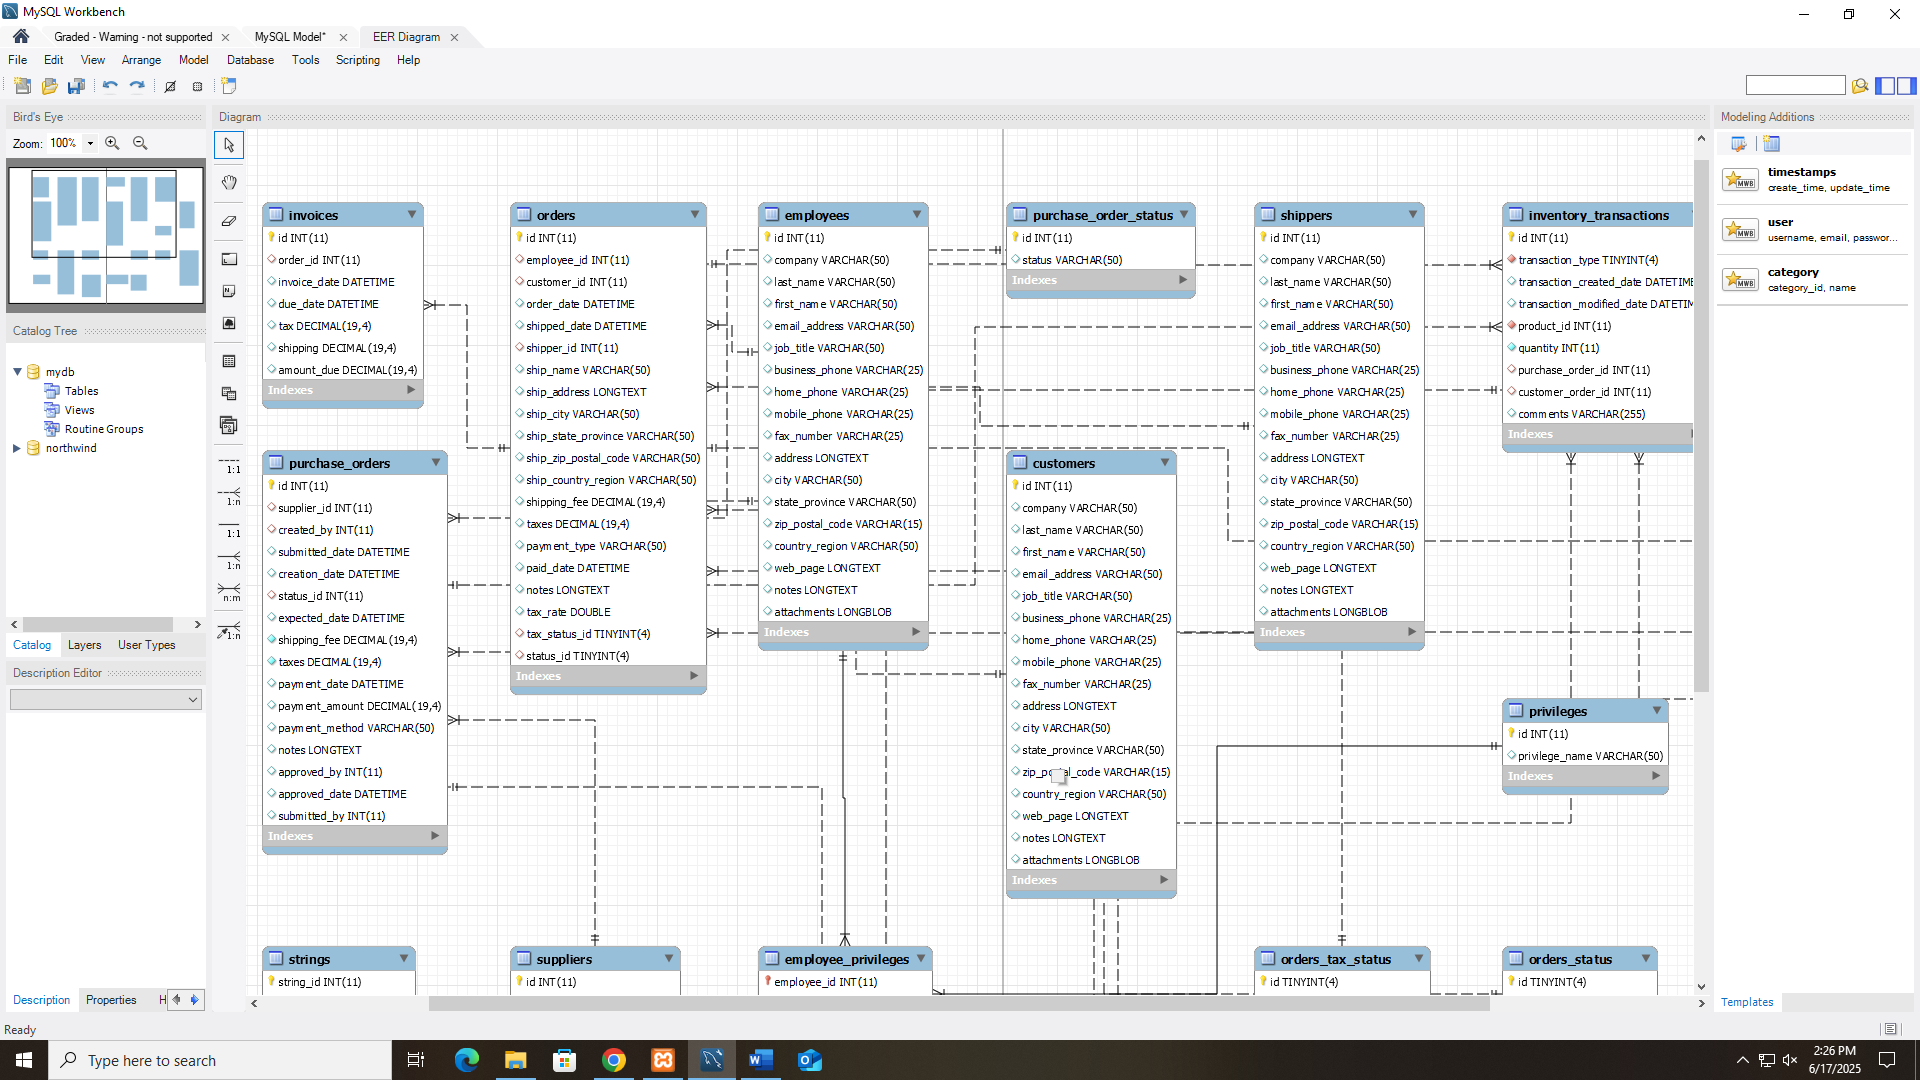 MySQL Workbench
Graded - Warning - not supported
MySQL Model*
EER Diagram
File Edit View Arrange Model Database Tools Scripting Help
Bird's Eye
Zoom: 100%
Catalog Tree
mydb
Tables
Views
Routine Groups
northwind
Catalog Layers User Types
Description Editor
Description Properties H
Ready
Diagram
1:1
1:n
1:1
1:n
n:m
1:n
invoices
id INT(11)
order_id INT(11)
invoice_date DATETIME
due_date DATETIME
tax DECIMAL(19,4)
shipping DECIMAL(19,4)
amount_due DECIMAL(19,4)
Indexes
purchase_orders
id INT(11)
supplier_id INT(11)
created_by INT(11)
submitted_date DATETIME
creation_date DATETIME
status_id INT(11)
expected_date DATETIME
shipping_fee DECIMAL(19,4)
taxes DECIMAL(19,4)
payment_date DATETIME
payment_amount DECIMAL(19,4)
payment_method VARCHAR(50)
notes LONGTEXT
approved_by INT(11)
approved_date DATETIME
submitted_by INT(11)
Indexes
strings
string_id INT(11)
orders
id INT(11)
employee_id INT(11)
customer_id INT(11)
order_date DATETIME
shipped_date DATETIME
shipper_id INT(11)
ship_name VARCHAR(50)
ship_address LONGTEXT
ship_city VARCHAR(50)
ship_state_province VARCHAR(50)
ship_zip_postal_code VARCHAR(50)
ship_country_region VARCHAR(50)
shipping_fee DECIMAL(19,4)
taxes DECIMAL(19,4)
payment_type VARCHAR(50)
paid_date DATETIME
notes LONGTEXT
tax_rate DOUBLE
tax_status_id TINYINT(4)
status_id TINYINT(4)
Indexes
suppliers
id INT(11)
employees
id INT(11)
company VARCHAR(50)
last_name VARCHAR(50)
first_name VARCHAR(50)
email_address VARCHAR(50)
job_title VARCHAR(50)
business_phone VARCHAR(25)
home_phone VARCHAR(25)
mobile_phone VARCHAR(25)
fax_number VARCHAR(25)
address LONGTEXT
city VARCHAR(50)
state_province VARCHAR(50)
zip_postal_code VARCHAR(15)
country_region VARCHAR(50)
web_page LONGTEXT
notes LONGTEXT
attachments LONGBLOB
Indexes
employee_privileges
employee_id INT(11)
purchase_order_status
id INT(11)
status VARCHAR(50)
Indexes
customers
id INT(11)
company VARCHAR(50)
last_name VARCHAR(50)
first_name VARCHAR(50)
email_address VARCHAR(50)
job_title VARCHAR(50)
business_phone VARCHAR(25)
home_phone VARCHAR(25)
mobile_phone VARCHAR(25)
fax_number VARCHAR(25)
address LONGTEXT
city VARCHAR(50)
state_province VARCHAR(50)
zip_postal_code VARCHAR(15)
country_region VARCHAR(50)
web_page LONGTEXT
notes LONGTEXT
attachments LONGBLOB
Indexes
shippers
id INT(11)
company VARCHAR(50)
last_name VARCHAR(50)
first_name VARCHAR(50)
email_address VARCHAR(50)
job_title VARCHAR(50)
business_phone VARCHAR(25)
home_phone VARCHAR(25)
mobile_phone VARCHAR(25)
fax_number VARCHAR(25)
address LONGTEXT
city VARCHAR(50)
state_province VARCHAR(50)
zip_postal_code VARCHAR(15)
country_region VARCHAR(50)
web_page LONGTEXT
notes LONGTEXT
attachments LONGBLOB
Indexes
orders_tax_status
id TINYINT(4)
inventory_transactions
id INT(11)
transaction_type TINYINT(4)
transaction_created_date DATETIM
transaction_modified_date DATETIM
product_id INT(11)
quantity INT(11)
purchase_order_id INT(11)
customer_order_id INT(11)
comments VARCHAR(255)
Indexes
privileges
id INT(11)
privilege_name VARCHAR(50)
Indexes
orders_status
id TINYINT(4)
Modeling Additions
MWB
timestamps
create_time, update_time
MWB
user
username, email, passwor...
MWB
category
category_id, name
Templates
Type here to search
2:26 PM
6/17/2025